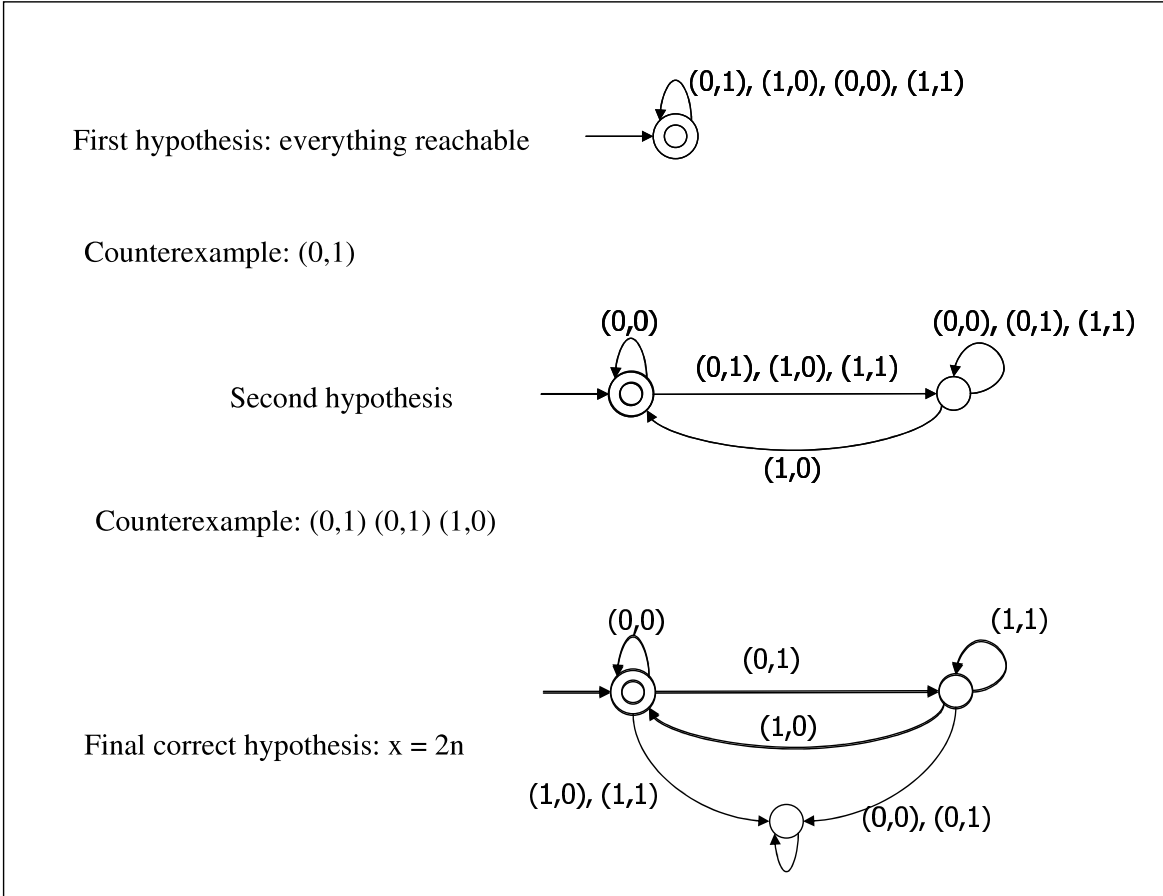 (0,1), (1,0), (0,0), (1,1)
First hypothesis: everything reachable
Counterexample: (0,1)
(0,0)
(0,0), (0,1), (1,1)
(0,1), (1,0), (1,1)
Second hypothesis
(1,0)
Counterexample: (0,1) (0,1) (1,0)
(0,0)
(1,1)
(0,1)
(1,0)
Final correct hypothesis: x = 2n
(1,0), (1,1)
(0,0), (0,1)